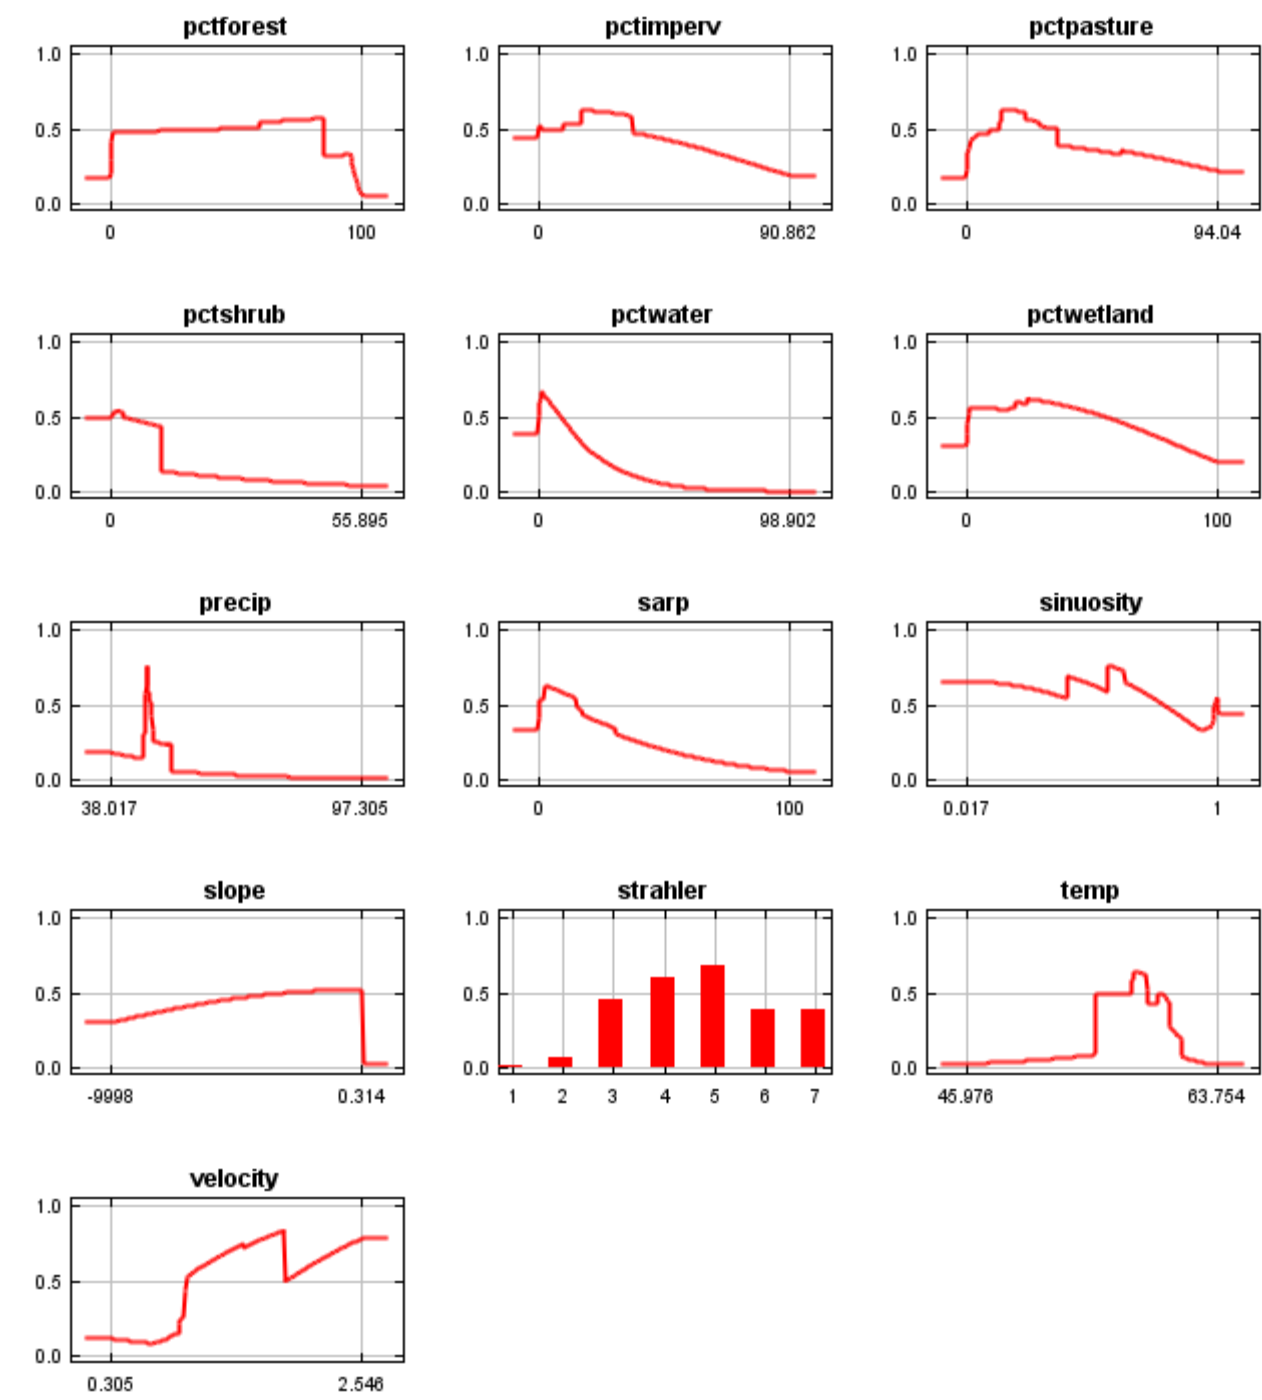 pctforest pctimperv pctpasture
1.0 1.0 1.0
0.5 0.5 0.5
0.0 0.0 0.0
0 100 0 90.862 0 94.04
pctshrub pctwater pctwetland
1.0 1.0 1.0
0.5 0.5 0.5
0.0 0.0 0.0
0 55.895 0 98.902 0 100
precip sarp sinuosity
1.0 1.0 1.0
0.5 0.5 0.5
0.0 0.0 0.0
38.017 97.305 0 100 0.017 1
slope strahler temp
1.0 1.0 1.0
0.5 0.5 0.5
0.0 0.0 0.0
-9998 0.314 1 2 3 4 5 6 7 45.976 63.754
velocity
1.0
0.5
0.0
0.305 2.546